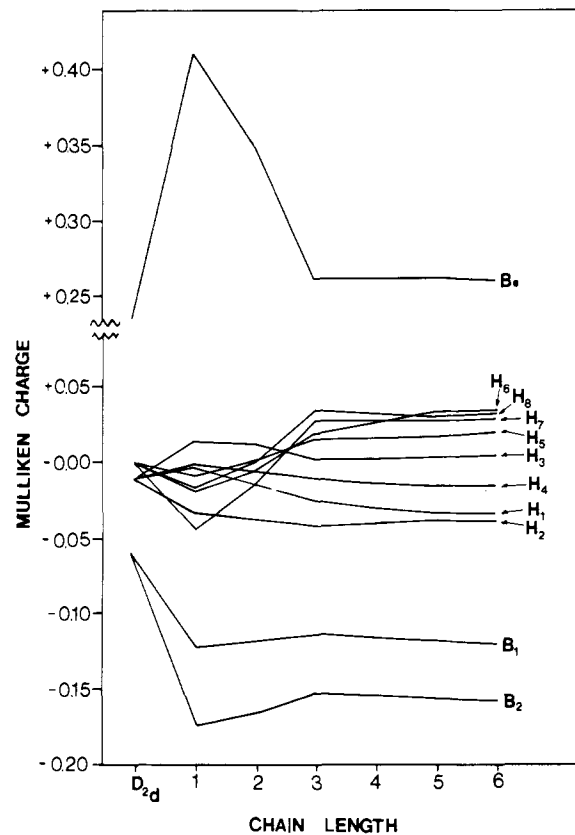 +0.40
+0.35
+0.30
+0.25
+0.05
-0.00
-0.05
-0.10
-0.15
-0.20
MULLIKEN CHARGE
Be
H6
H8
H7
H5
H3
H4
H1
H2
B1
B2
D2d 1 2 3 4 5 6
CHAIN LENGTH